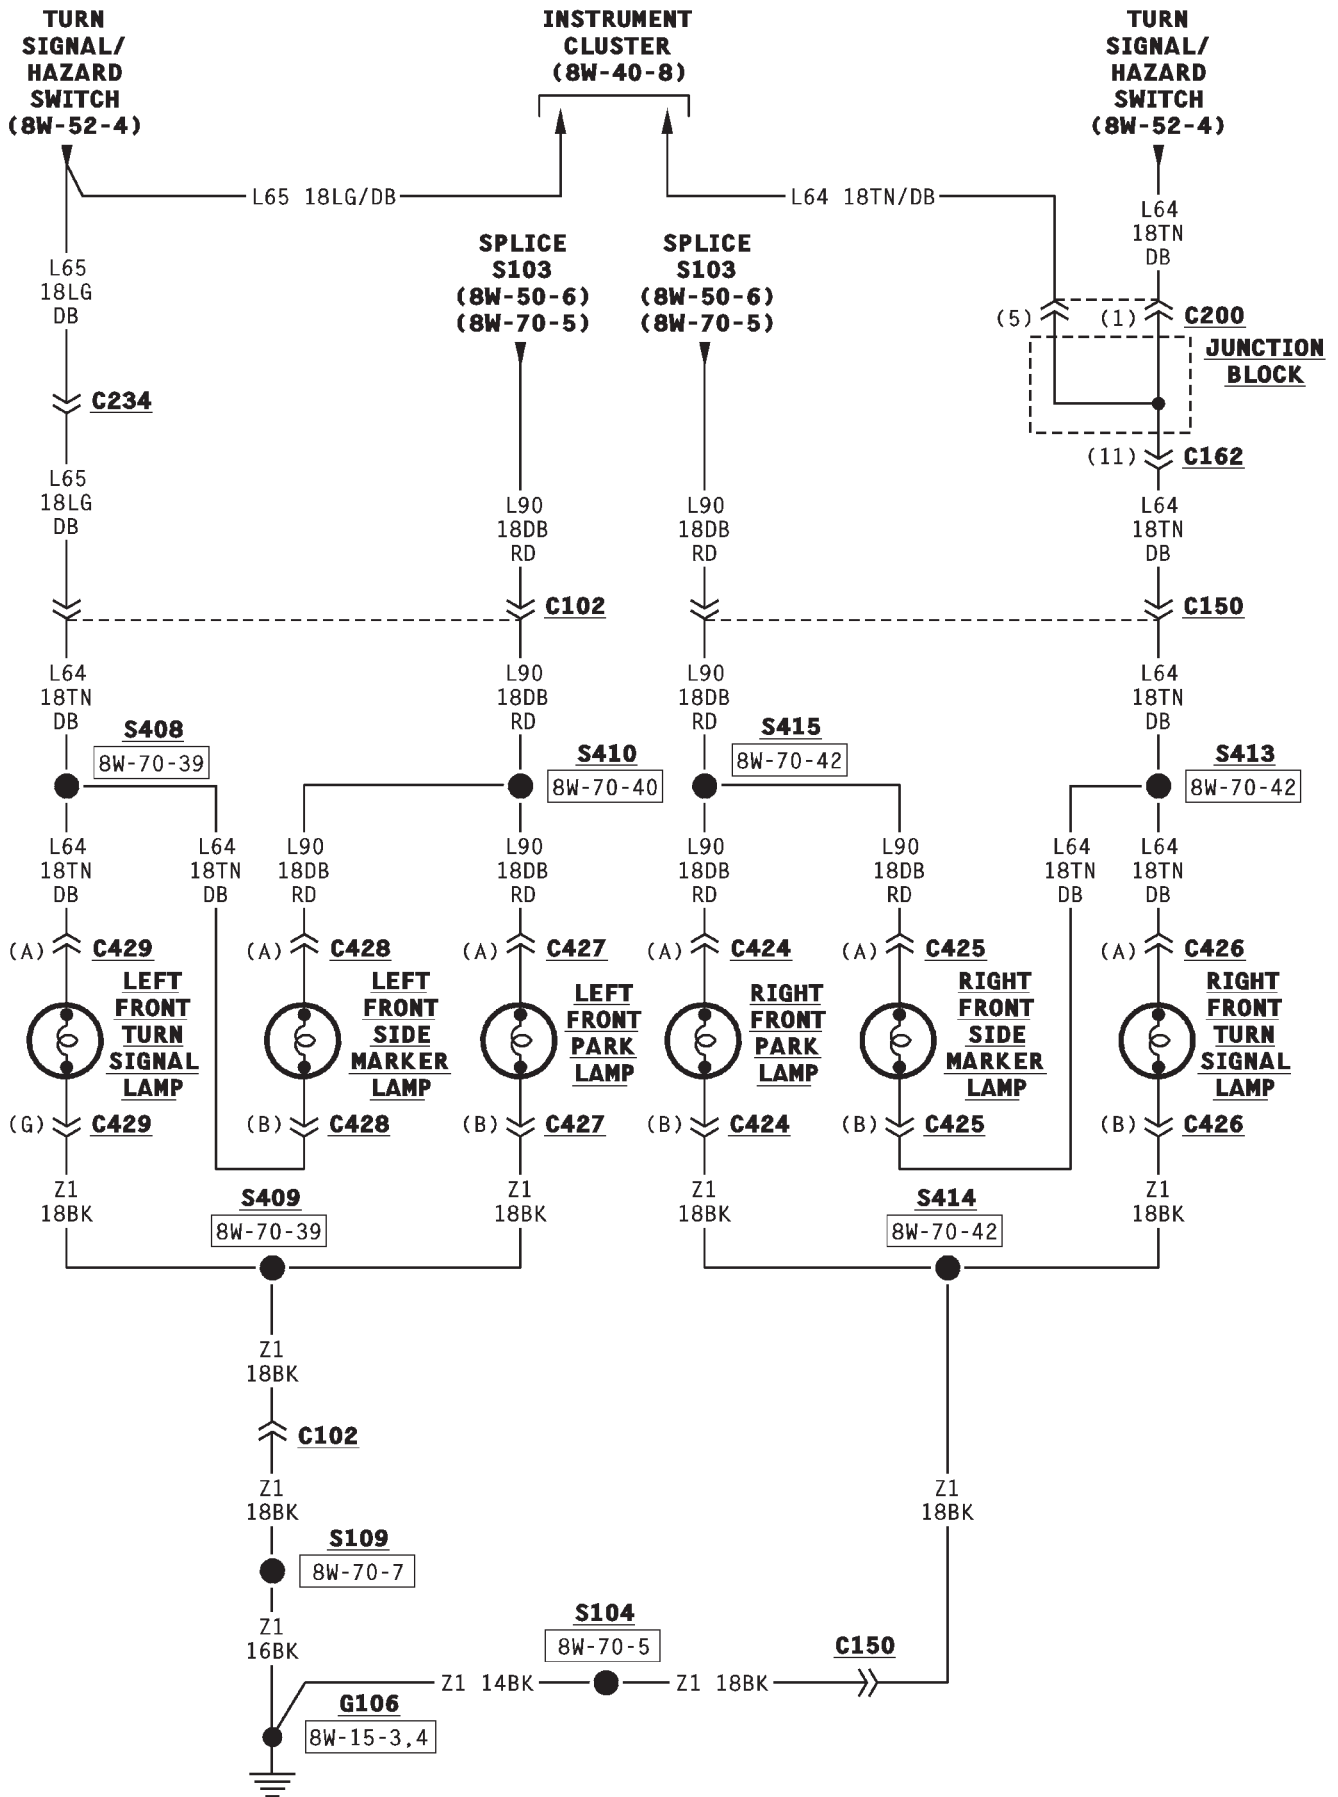 TURN
SIGNAL/
HAZARD
SWITCH
(8W-52-4)
INSTRUMENT
CLUSTER
(8W-40-8)
TURN
SIGNAL/
HAZARD
SWITCH
(8W-52-4)
L65 18LG/DB
L64 18TN/DB
L65
18LG
DB
SPLICE
S103
(8W-50-6)
(8W-70-5)
SPLICE
S103
(8W-50-6)
(8W-70-5)
L64
18TN
DB
(5)
(1)
C200
JUNCTION
BLOCK
C234
(11)
C162
L65
18LG
DB
L90
18DB
RD
L90
18DB
RD
L64
18TN
DB
C102
C150
L64
18TN
DB
L90
18DB
RD
L90
18DB
RD
L64
18TN
DB
S408
8W-70-39
S410
8W-70-40
S415
8W-70-42
S413
8W-70-42
L64
18TN
DB
L64
18TN
DB
L90
18DB
RD
L90
18DB
RD
L90
18DB
RD
L90
18DB
RD
L64
18TN
DB
L64
18TN
DB
(A)
C429
(A)
C428
(A)
C427
(A)
C424
(A)
C425
(A)
C426
LEFT
FRONT
TURN
SIGNAL
LAMP
LEFT
FRONT
SIDE
MARKER
LAMP
LEFT
FRONT
PARK
LAMP
RIGHT
FRONT
PARK
LAMP
RIGHT
FRONT
SIDE
MARKER
LAMP
RIGHT
FRONT
TURN
SIGNAL
LAMP
(G)
C429
(B)
C428
(B)
C427
(B)
C424
(B)
C425
(B)
C426
Z1
18BK
S409
8W-70-39
Z1
18BK
Z1
18BK
S414
8W-70-42
Z1
18BK
Z1
18BK
C102
Z1
18BK
Z1
18BK
S109
8W-70-7
Z1
16BK
S104
8W-70-5
C150
Z1 14BK
Z1 18BK
G106
8W-15-3,4